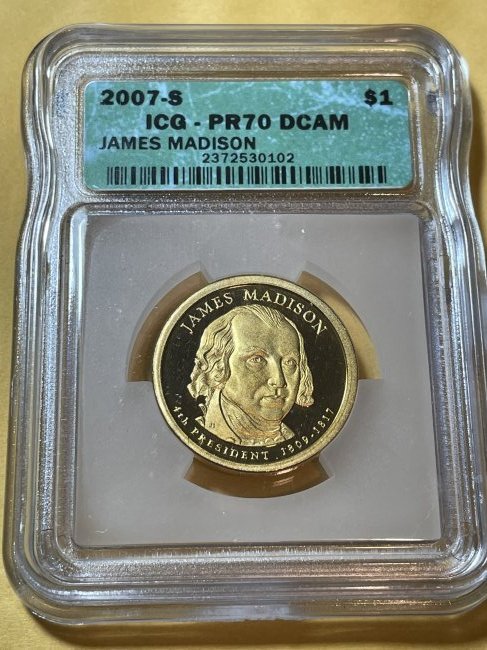 2007-S $1
ICG - PR70 DCAM
JAMES MADISON
2372530102
JAMES MADISON
4th PRESIDENT 1809-1817